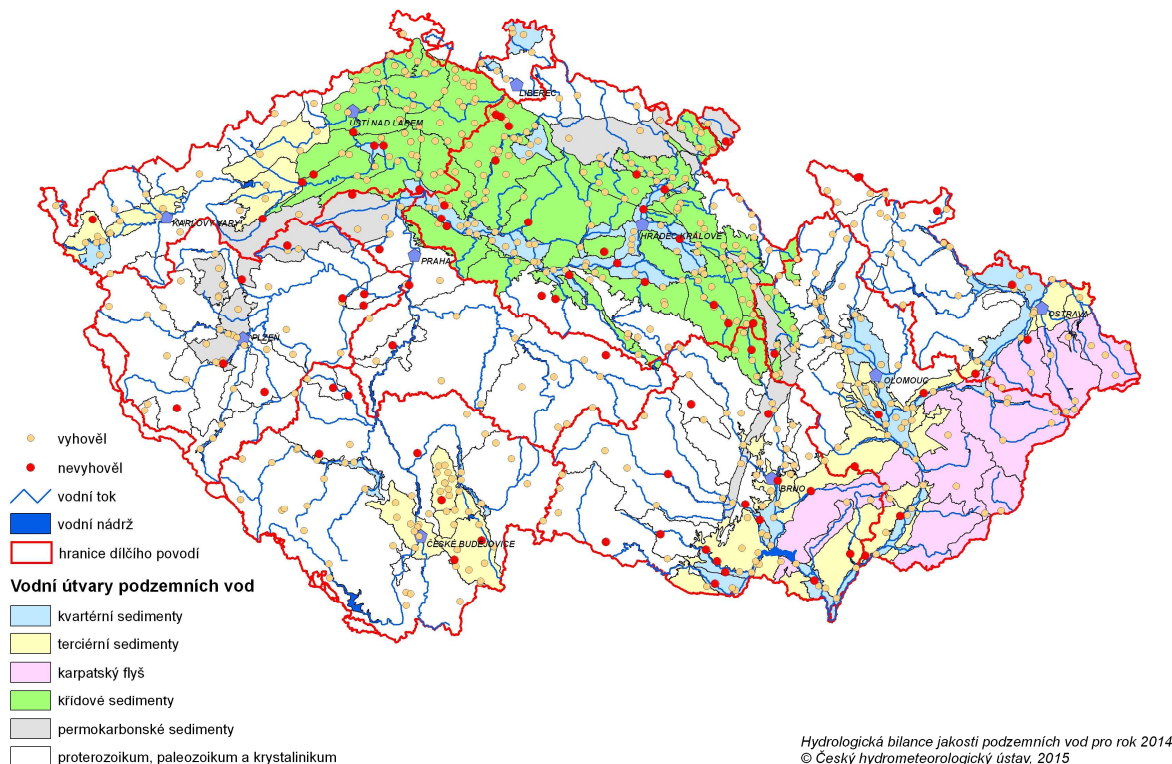 LIBEREC
ÚSTÍ NAD LABEM
KARLOVY VARY
HRADEC KRÁLOVÉ
PRAHA
OSTRAVA
PLZEŇ
OLOMOUC
BRNO
ČESKÉ BUDĚJOVICE
vyhověl
nevyhověl
vodní tok
vodní nádrž
hranice dílčího povodí
Vodní útvary podzemních vod
kvartérní sedimenty
terciérní sedimenty
karpatský flyš
křídové sedimenty
permokarbonské sedimenty
proterozoikum, paleozoikum a krystalinikum
Hydrologická bilance jakosti podzemních vod pro rok 2014
© Český hydrometeorologický ústav, 2015